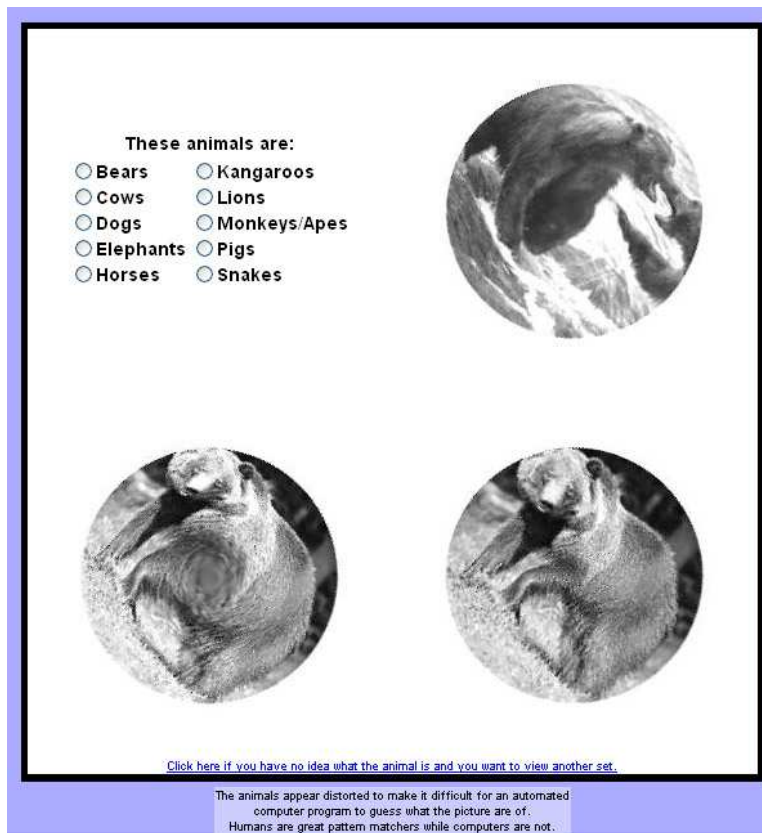 These animals are:
Bears Kangaroos
Cows Lions
Dogs Monkeys/Apes
Elephants Pigs
Horses Snakes
Click here if you have no idea what the animal is and you want to view another set.
The animals appear distorted to make it difficult for an automated
computer program to guess what the picture are of.
Humans are great pattern matchers while computers are not.